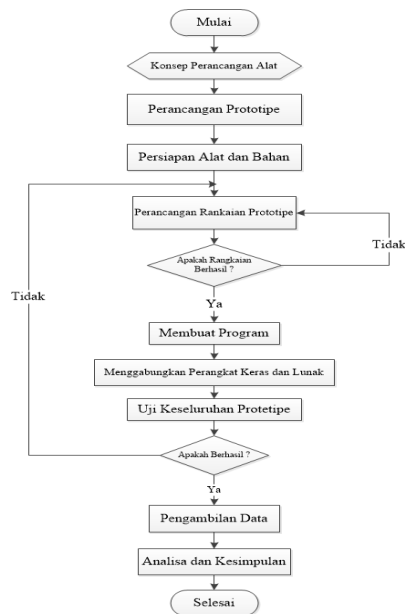 Mulai
Konsep Perancangan Alat
Perancangan Prototipe
Persiapan Alat dan Bahan
Perancangan Rankaian Prototipe
Apakah Rangkaian
Berhasil ?
Tidak
Tidak
Ya
Membuat Program
Menggabungkan Perangkat Keras dan Lunak
Uji Keseluruhan Protetipe
Apakah Berhasil ?
Ya
Pengambilan Data
Analisa dan Kesimpulan
Selesai